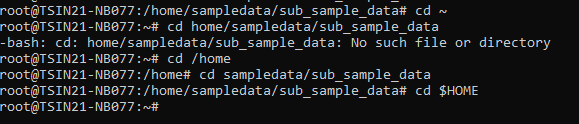 root@TSIN21-NB077:/home/sampledata/sub_sample_data# cd ~
root@TSIN21-NB077:~# cd home/sampledata/sub_sample_data
-bash: cd: home/sampledata/sub_sample_data: No such file or directory
root@TSIN21-NB077:~# cd /home
root@TSIN21-NB077:/home# cd sampledata/sub_sample_data
root@TSIN21-NB077:/home/sampledata/sub_sample_data# cd $HOME
root@TSIN21-NB077:~#